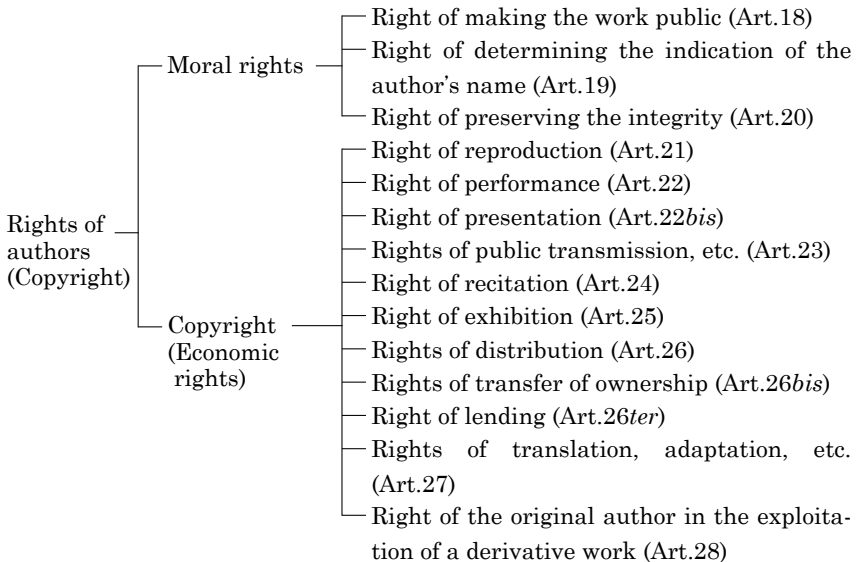 Rights of
authors
(Copyright)
Moral rights
Right of making the work public (Art.18)
Right of determining the indication of the
author's name (Art.19)
Right of preserving the integrity (Art.20)
Copyright
(Economic
rights)
Right of reproduction (Art.21)
Right of performance (Art.22)
Right of presentation (Art.22bis)
Rights of public transmission, etc. (Art.23)
Right of recitation (Art.24)
Right of exhibition (Art.25)
Rights of distribution (Art.26)
Rights of transfer of ownership (Art.26bis)
Right of lending (Art.26ter)
Rights of translation, adaptation, etc.
(Art.27)
Right of the original author in the exploita-
tion of a derivative work (Art.28)